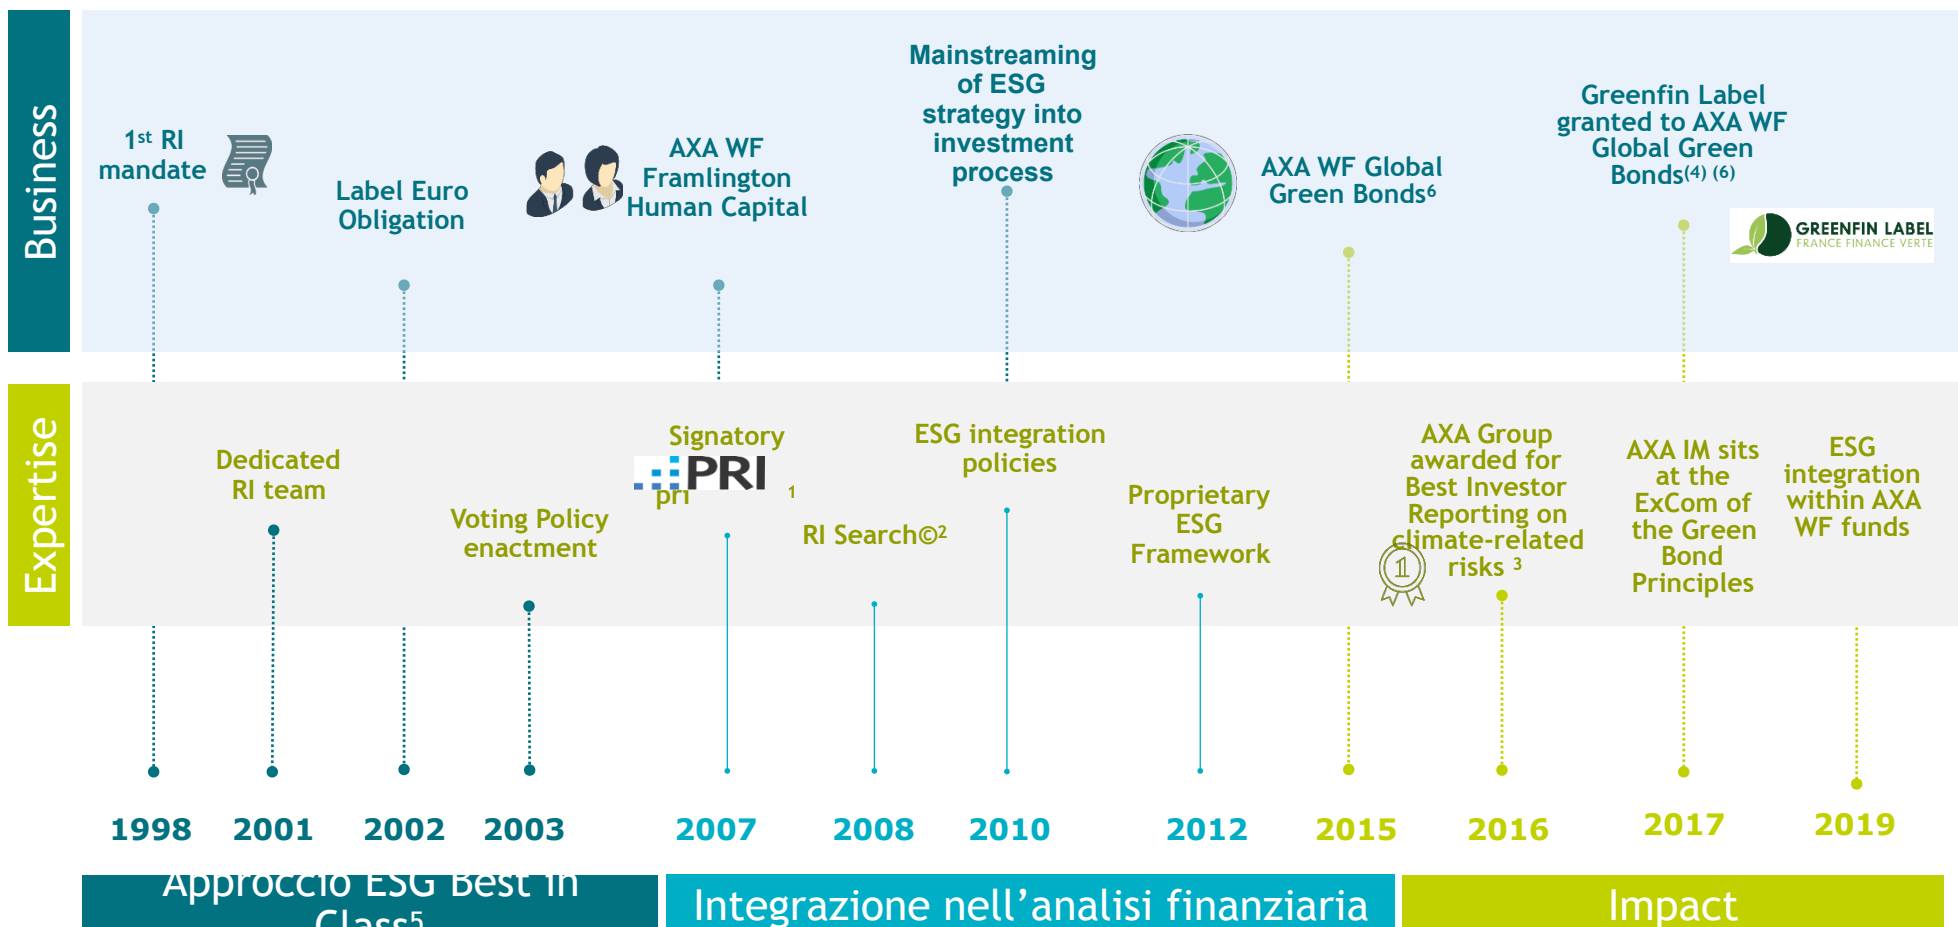 Business
1st RI
mandate
Label Euro
Obligation
AXA WF
Framlington
Human Capital
Mainstreaming
of ESG
strategy into
investment
process
AXA WF Global
Green Bonds6
Greenfin Label
granted to AXA WF
Global Green
Bonds(4) (6)
GREENFIN LABEL
FRANCE FINANCE VERTE
Expertise
Dedicated
RI team
Voting Policy
enactment
Signatory
PRI
pri 1
RI Search©2
ESG integration
policies
Proprietary
ESG
Framework
AXA Group
awarded for
Best Investor
Reporting on
climate-related
risks 3
1
AXA IM sits
at the
ExCom of
the Green
Bond
Principles
ESG
integration
within AXA
WF funds
1998 2001 2002 2003 2007 2008 2010 2012 2015 2016 2017 2019
Approccio ESG Best in
Class5
Integrazione nell’analisi finanziaria
Impact